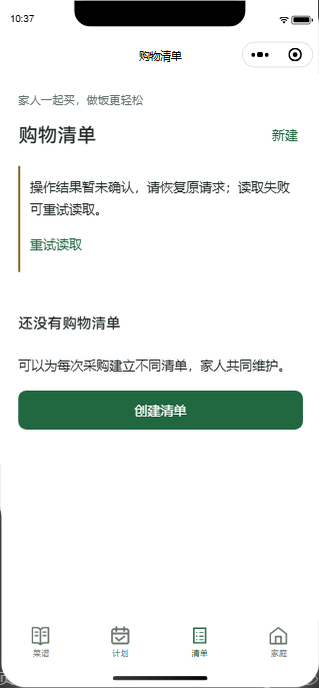 10:37
购物清单
家人一起买，做饭更轻松
购物清单
新建
操作结果暂未确认，请恢复原请求；读取失败
可重试读取。
重试读取
还没有购物清单
可以为每次采购建立不同清单，家人共同维护。
创建清单
菜谱
计划
清单
家庭